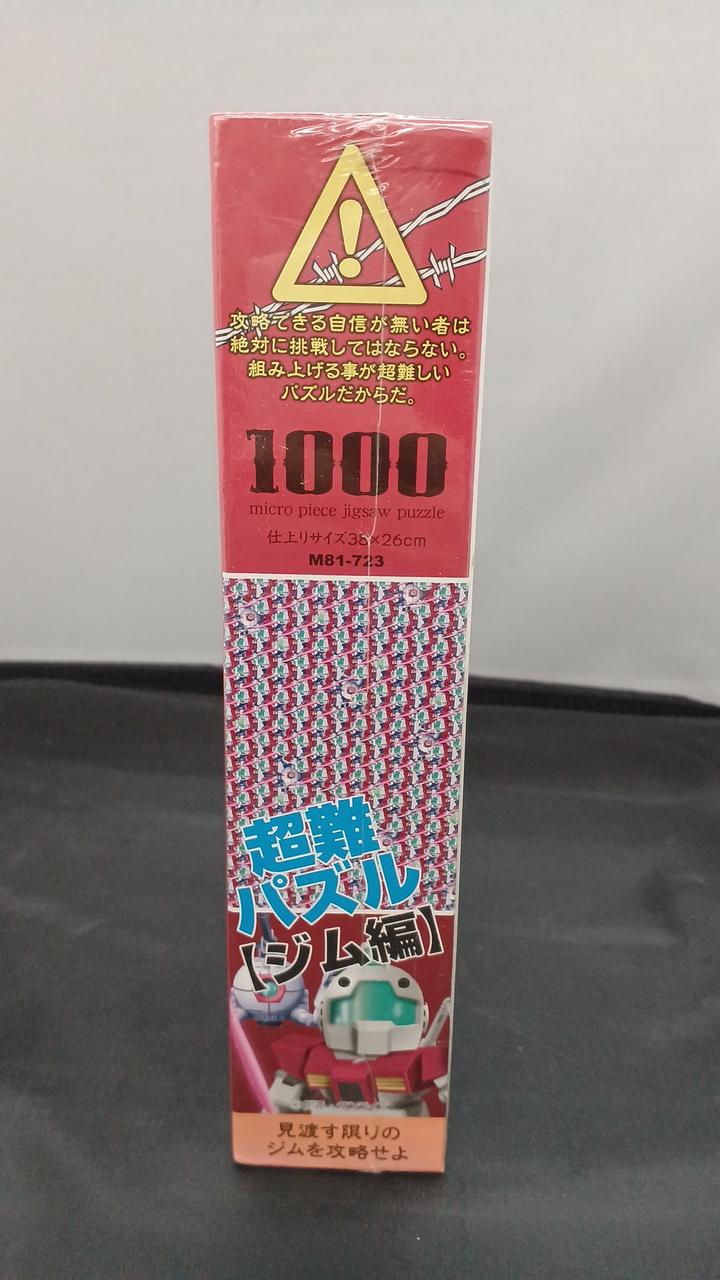 攻略できる自信が無い者は
絶対に挑戦してはならない。
組み上げる事が超難しい
パズルだからだ。
1000
micro piece jigsaw puzzle
仕上りサイズ38×26cm
M81-723
超難
パズル
【ジム編】
見渡す限りの
ジムを攻略せよ